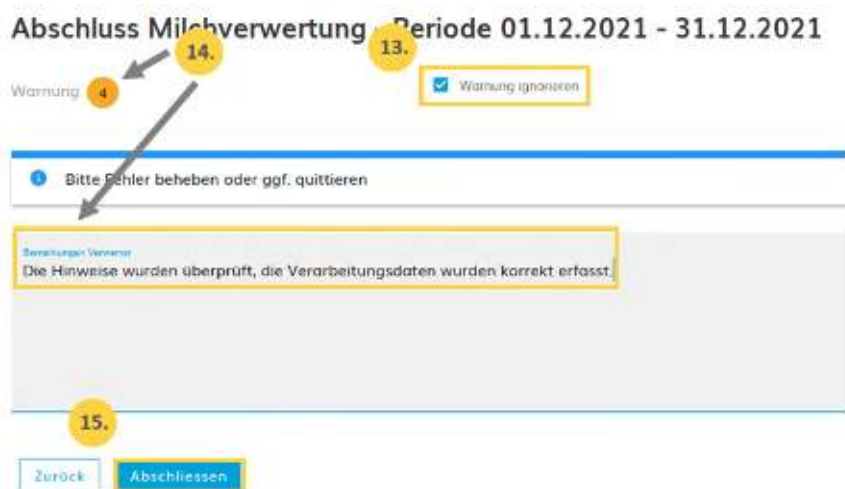 Abschluss Milchverwertung - Periode 01.12.2021 - 31.12.2021
14.
13.
Warnung 4
Warnung ignorieren
Bitte Fehler beheben oder ggf. quittieren
Bemerkungen Verwerter
Die Hinweise wurden überprüft, die Verarbeitungsdaten wurden korrekt erfasst.
15.
Zurück
Abschliessen